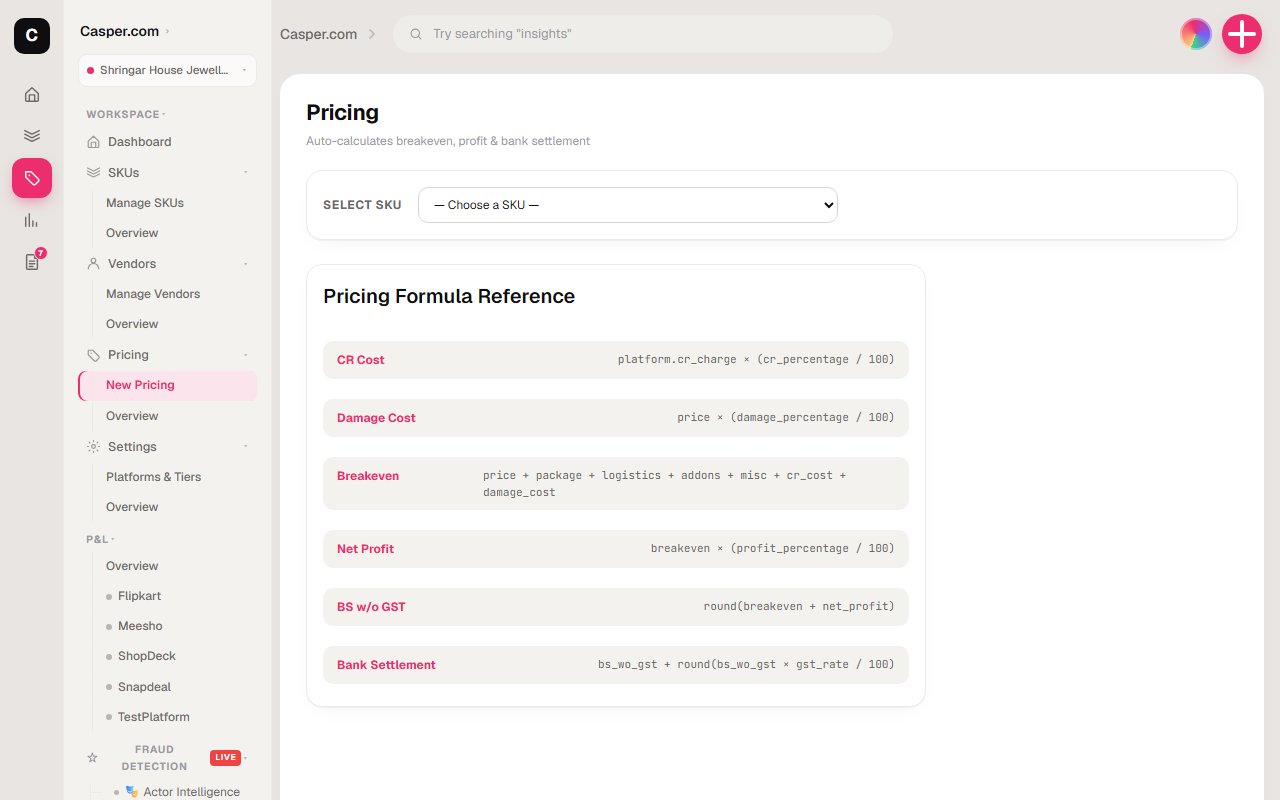 C
7
Casper.com ›
Shringar House Jewell…
WORKSPACE
Dashboard
SKUs
Manage SKUs
Overview
Vendors
Manage Vendors
Overview
Pricing
New Pricing
Overview
Settings
Platforms & Tiers
Overview
P&L
Overview
Flipkart
Meesho
ShopDeck
Snapdeal
TestPlatform
FRAUD
DETECTION
LIVE
Actor Intelligence
Casper.com
Try searching "insights"
Pricing
Auto-calculates breakeven, profit & bank settlement
SELECT SKU
— Choose a SKU —
Pricing Formula Reference
CR Cost platform.cr_charge × (cr_percentage / 100)
Damage Cost price × (damage_percentage / 100)
Breakeven price + package + logistics + addons + misc + cr_cost +
damage_cost
Net Profit breakeven × (profit_percentage / 100)
BS w/o GST round(breakeven + net_profit)
Bank Settlement bs_wo_gst + round(bs_wo_gst × gst_rate / 100)